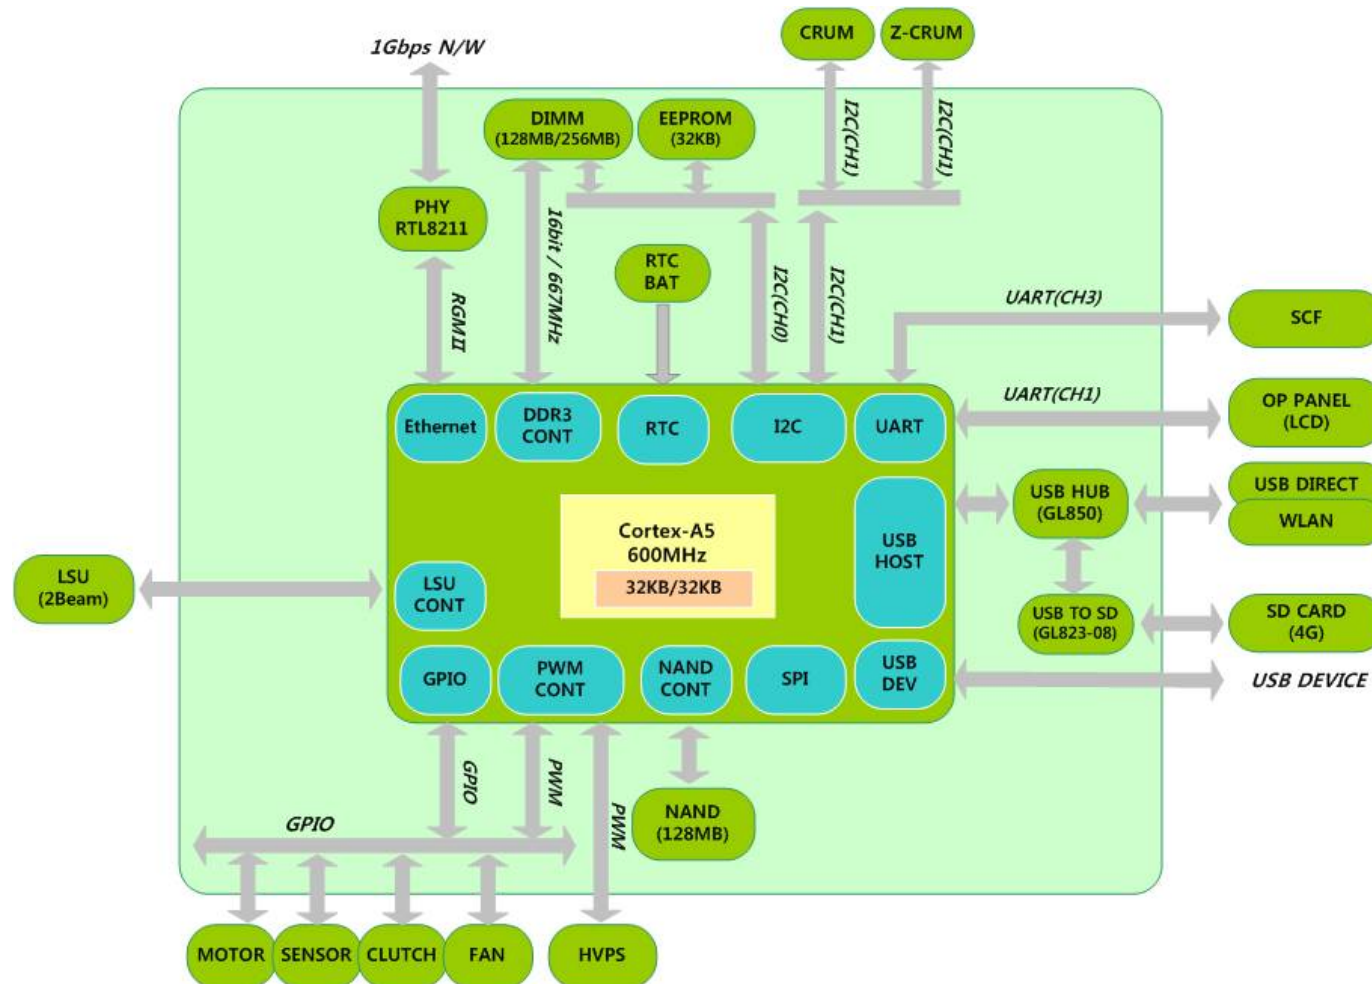 CRUM
Z-CRUM
1Gbps N/W
I2C(CH1)
I2C(CH1)
DIMM
(128MB/256MB)
EEPROM
(32KB)
PHY
RTL8211
16bit / 667MHz
RTC
BAT
I2C(CH0)
I2C(CH1)
RGMII
UART(CH3)
SCF
UART(CH1)
OP PANEL
(LCD)
Ethernet
DDR3
CONT
RTC
I2C
UART
USB HUB
(GL850)
USB DIRECT
WLAN
Cortex-A5
600MHz
32KB/32KB
USB
HOST
LSU
(2Beam)
LSU
CONT
USB TO SD
(GL823-08)
SD CARD
(4G)
GPIO
PWM
CONT
NAND
CONT
SPI
USB
DEV
USB DEVICE
GPIO
PWM
PWM
GPIO
NAND
(128MB)
MOTOR
SENSOR
CLUTCH
FAN
HVPS